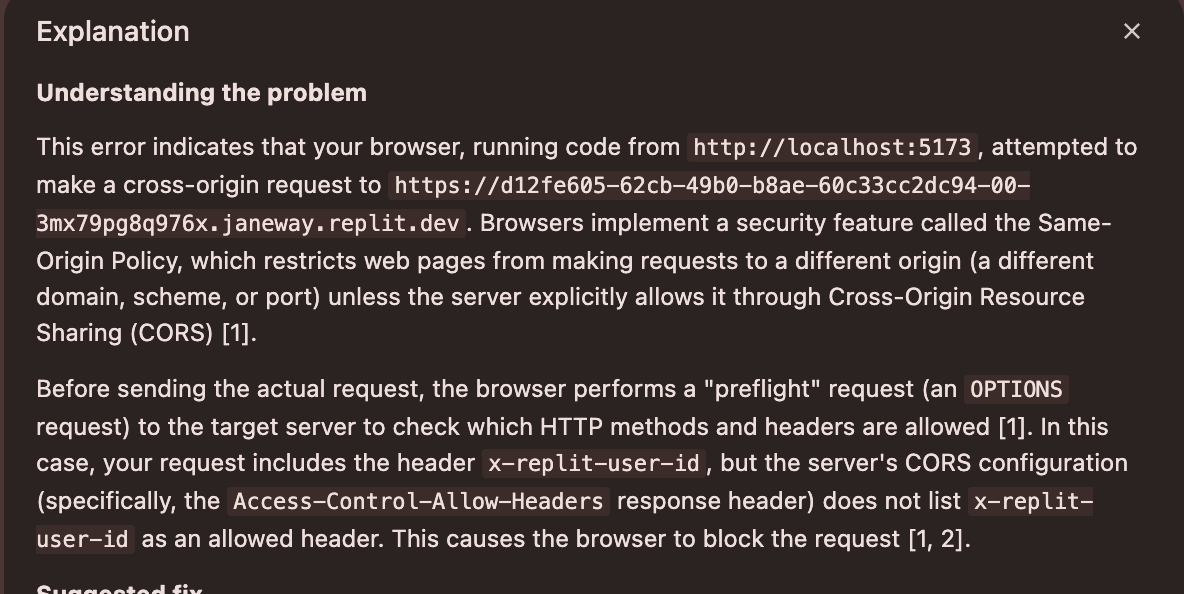 Explanation
Understanding the problem
This error indicates that your browser, running code from http://localhost:5173, attempted to
make a cross-origin request to https://d12fe605-62cb-49b0-b8ae-60c33cc2dc94-00-
3mx79pg8q976x.janeway.replit.dev. Browsers implement a security feature called the Same-
Origin Policy, which restricts web pages from making requests to a different origin (a different
domain, scheme, or port) unless the server explicitly allows it through Cross-Origin Resource
Sharing (CORS) [1].
Before sending the actual request, the browser performs a "preflight" request (an OPTIONS
request) to the target server to check which HTTP methods and headers are allowed [1]. In this
case, your request includes the header x-replit-user-id, but the server's CORS configuration
(specifically, the Access-Control-Allow-Headers response header) does not list x-replit-
user-id as an allowed header. This causes the browser to block the request [1, 2].
Suggested fix